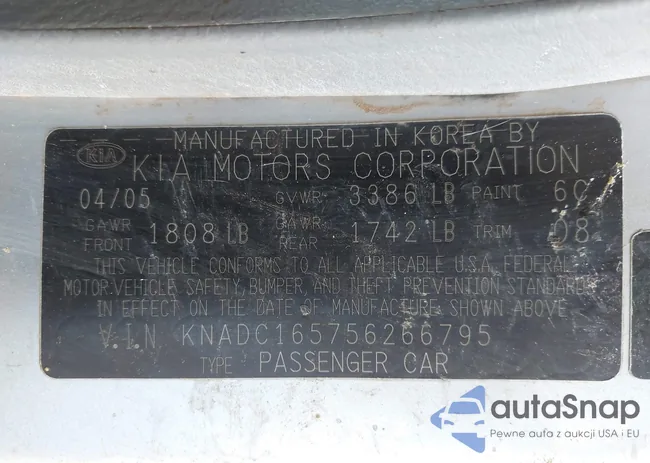 MANUFACTURED IN KOREA BY
KIA KIA MOTORS CORPORATION
04/05 GVWR 3386 LB PAINT 6C
GAWR FRONT 1808 LB GAWR REAR 1742 LB TRIM D8
THIS VEHICLE CONFORMS TO ALL APPLICABLE U.S.A. FEDERAL
MOTOR VEHICLE SAFETY, BUMPER, AND THEFT PREVENTION STANDARDS
IN EFFECT ON THE DATE OF MANUFACTURE SHOWN ABOVE
V.I.N KNADC165756266795
TYPE PASSENGER CAR
autaSnap
Pewne auta z aukcji USA i EU